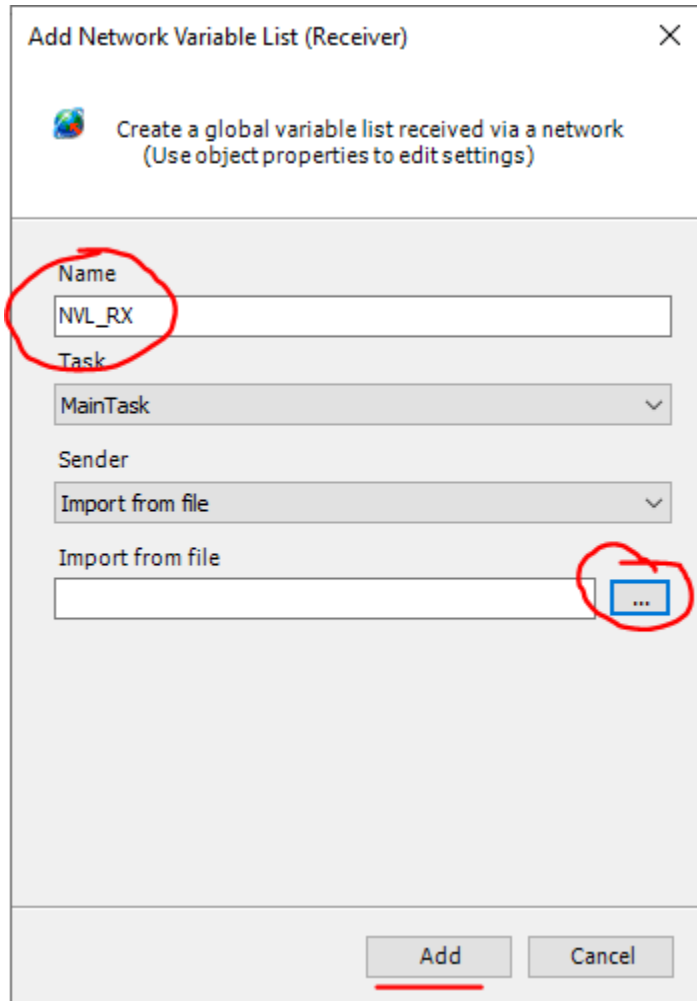 Add Network Variable List (Receiver)
Create a global variable list received via a network
(Use object properties to edit settings)
Name
NVL_RX
Task
MainTask
Sender
Import from file
Import from file
...
Add
Cancel